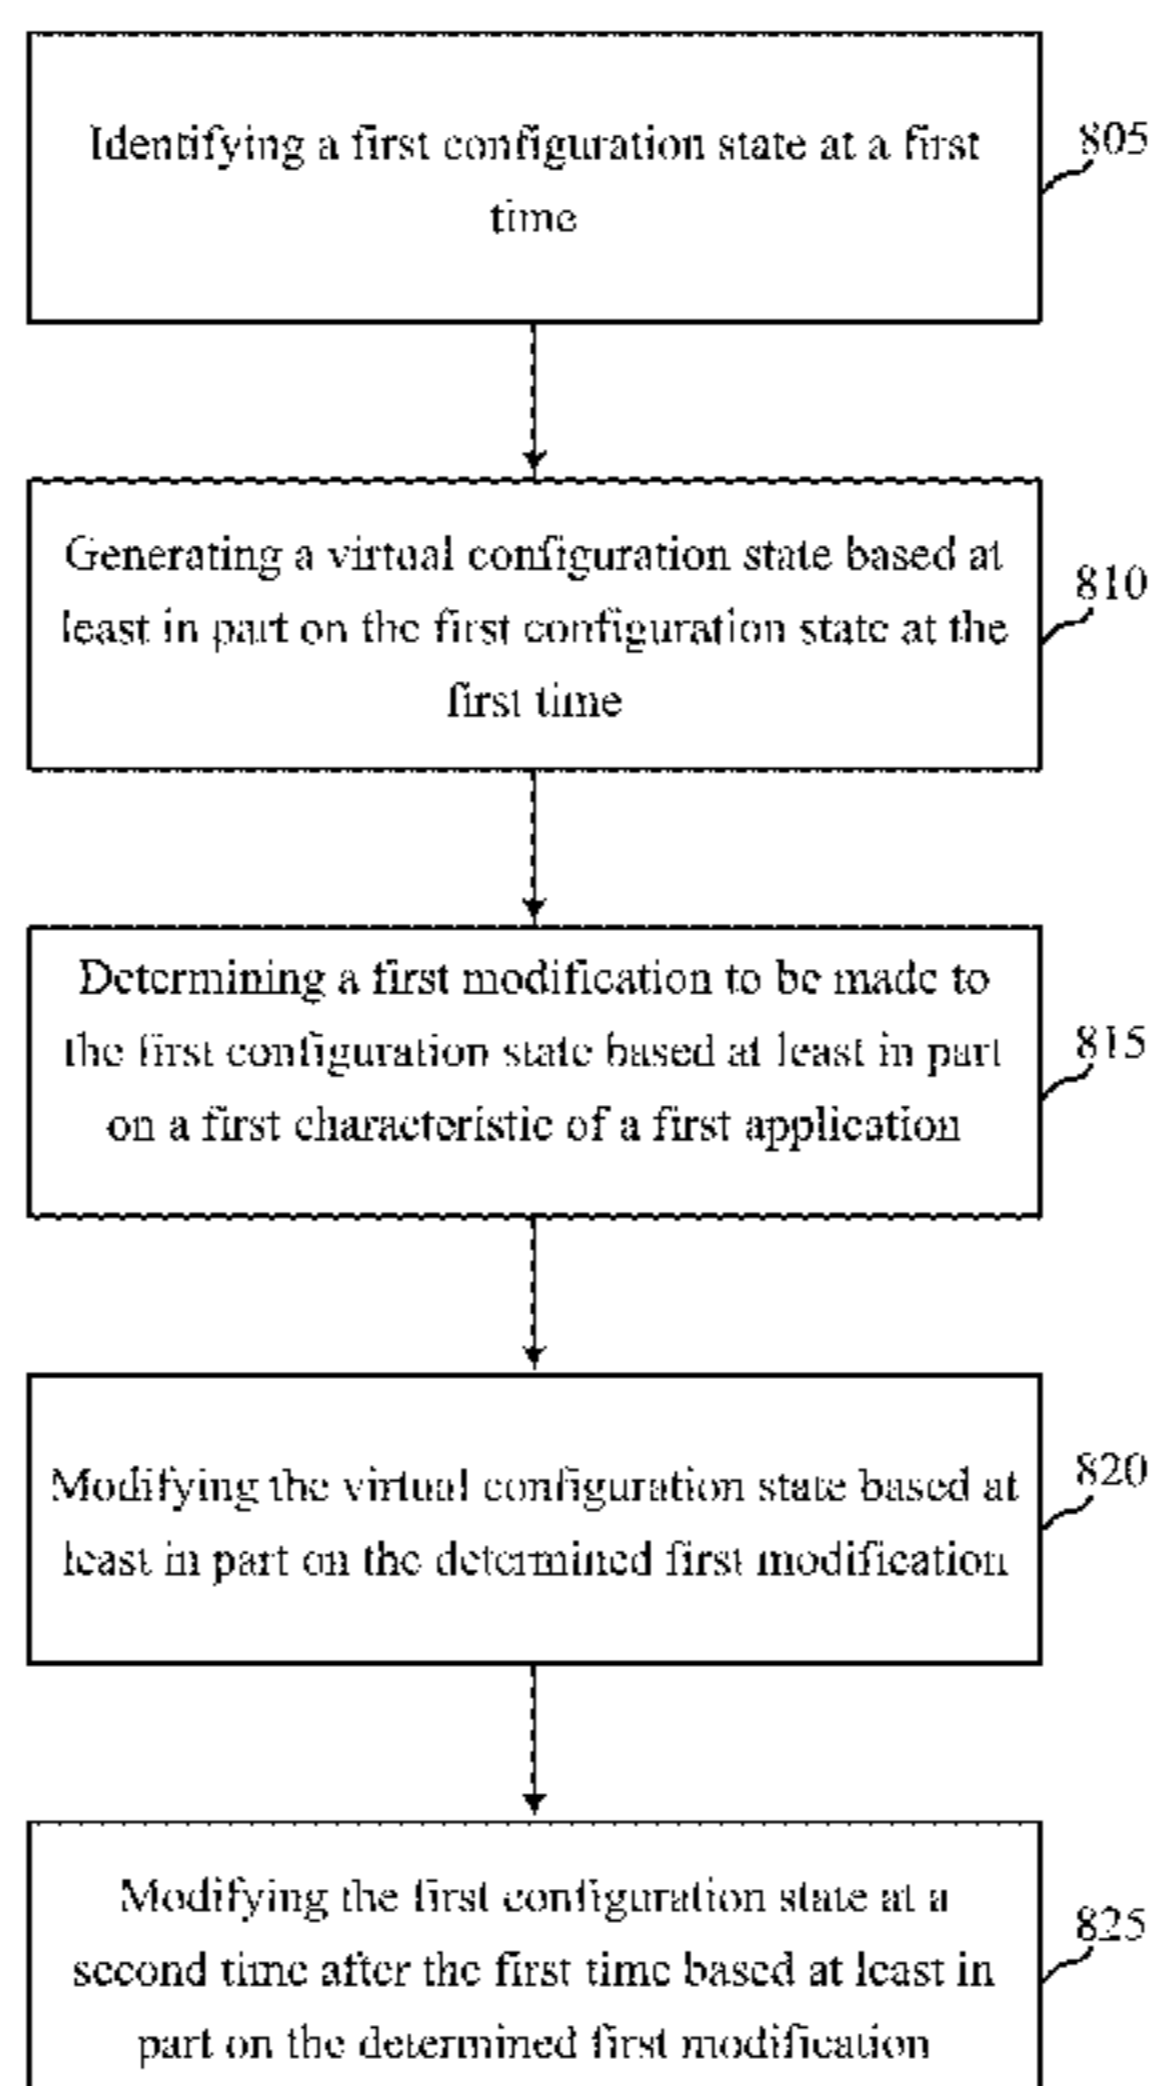 Identifying a first configuration state at a first
time
805
Generating a virtual configuration state based at
least in part on the first configuration state at the
first time
810
Determining a first modification to be made to
the first configuration state based at least in part
on a first characteristic of a first application
815
Modifying the virtual configuration state based at
least in part on the determined first modification
820
Modifying the first configuration state at a
second time after the first time based at least in
part on the determined first modification
825